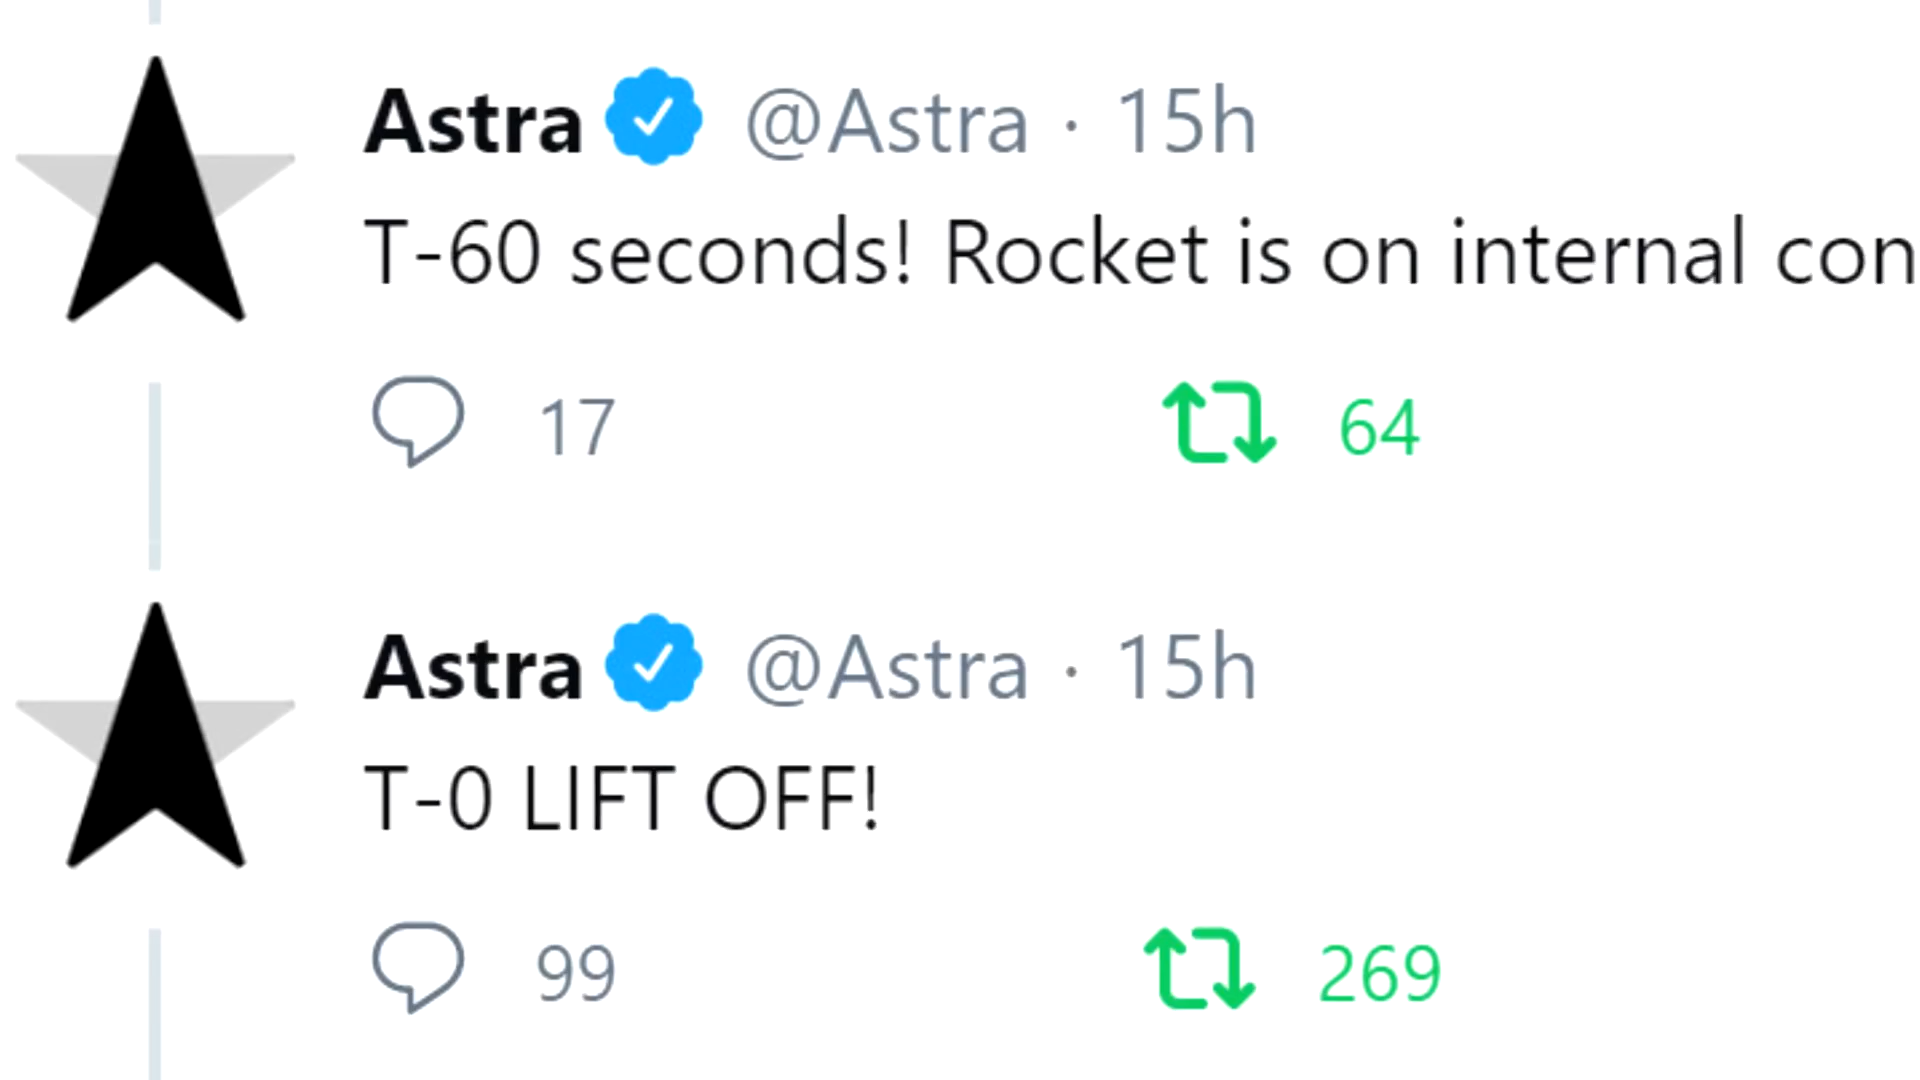 Astra @Astra · 15h
T-60 seconds! Rocket is on internal con
17 64
Astra @Astra · 15h
T-0 LIFT OFF!
99 269